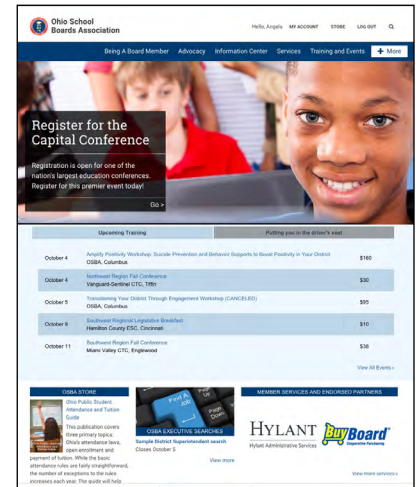 Ohio School
Boards Association
Hello, Angela MY ACCOUNT STORE LOG OUT
Being A Board Member Advocacy Information Center Services Training and Events + More
Register for the
Capital Conference
Registration is open for one of the
nation's largest education conferences.
Register for this premier event today!
Go >
Upcoming Training Putting you in the driver's seat
October 4 Amplify Positivity Workshop: Suicide Prevention and Behavior Supports to Boost Positivity in Your District $160
OSBA, Columbus
October 4 Northwest Region Fall Conference $30
Vanguard-Sentinel CTC, Tiffin
October 5 Transforming Your District Through Engagement Workshop (CANCELED) $95
OSBA, Columbus
October 9 Southwest Regional Legislative Breakfast $10
Hamilton County ESC, Cincinnati
October 11 Southwest Region Fall Conference $38
Miami Valley CTC, Englewood
View All Events »
OSBA STORE
Ohio Public Student
Attendance and Tuition
Guide
This publication covers
three primary topics:
Ohio's attendance laws,
open enrollment and
payment of tuition. While the basic
attendance rules are fairly straightforward,
the number of exceptions to the rules
increases each year. The guide will help
Find A
JOB
Page
Up
Page
Down
OSBA EXECUTIVE SEARCHES
Sample District Superintendent search
Closes October 5
View more
MEMBER SERVICES AND ENDORSED PARTNERS
HYLANT
Hylant Administrative Services
BuyBoard
Cooperative Purchasing
View more services »